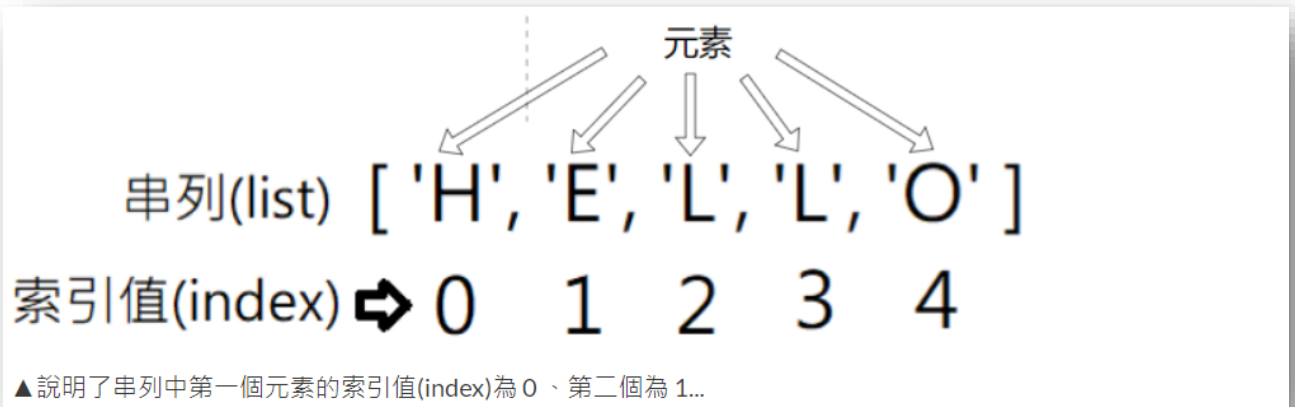 元素
串列(list) [ 'H', 'E', 'L', 'L', 'O' ]
索引值(index) ➩ 0 1 2 3 4
▲說明了串列中第一個元素的索引值(index)為 0 、第二個為 1...